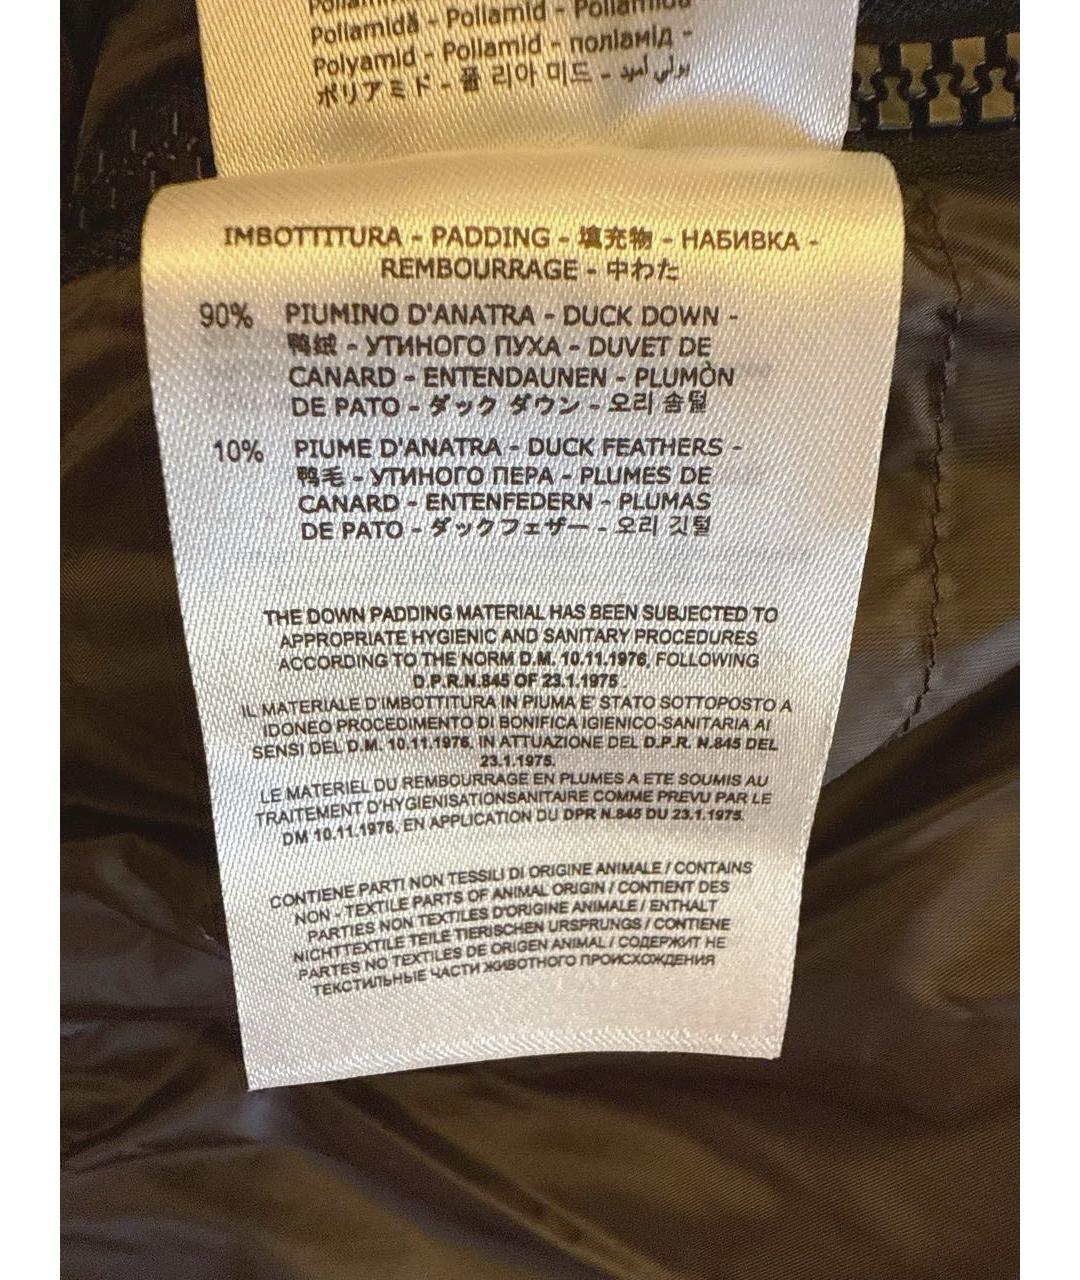 Poliamidă - Poliamid - Poliamida
Polyamid - Poliamid - поліамід -
ポリアミド - 폴 리아 미드 - بولي أميد
IMBOTTITURA - PADDING - 填充物 - НАБИВКА -
REMBOURRAGE - 中わた
90% PIUMINO D'ANATRA - DUCK DOWN -
鸭绒 - УТИНОГО ПУХА - DUVET DE
CANARD - ENTENDAUNEN - PLUMÒN
DE PATO - ダック ダウン - 오리 솜털
10% PIUME D'ANATRA - DUCK FEATHERS -
鸭毛 - УТИНОГО ПЕРА - PLUMES DE
CANARD - ENTENFEDERN - PLUMAS
DE PATO - ダックフェザー - 오리 깃털
THE DOWN PADDING MATERIAL HAS BEEN SUBJECTED TO
APPROPRIATE HYGIENIC AND SANITARY PROCEDURES
ACCORDING TO THE NORM D.M. 10.11.1976, FOLLOWING
D.P.R.N.845 OF 23.1.1975
IL MATERIALE D'IMBOTTITURA IN PIUMA E' STATO SOTTOPOSTO A
IDONEO PROCEDIMENTO DI BONIFICA IGIENICO-SANITARIA AI
SENSI DEL D.M. 10.11.1976, IN ATTUAZIONE DEL D.P.R. N.845 DEL
23.1.1975.
LE MATERIEL DU REMBOURRAGE EN PLUMES A ETE SOUMIS AU
TRAITEMENT D'HYGIENISATIONSANITAIRE COMME PREVU PAR LE
DM 10.11.1976, EN APPLICATION DU DPR N.845 DU 23.1.1975.
CONTIENE PARTI NON TESSILI DI ORIGINE ANIMALE / CONTAINS
NON - TEXTILE PARTS OF ANIMAL ORIGIN / CONTIENT DES
PARTIES NON TEXTILES D'ORIGINE ANIMALE / ENTHALT
NICHTTEXTILE TEILE TIERISCHEN URSPRUNGS / CONTIENE
PARTES NO TEXTILES DE ORIGEN ANIMAL / СОДЕРЖИТ НЕ
ТЕКСТИЛЬНЫЕ ЧАСТИ ЖИВОТНОГО ПРОИСХОЖДЕНИЯ